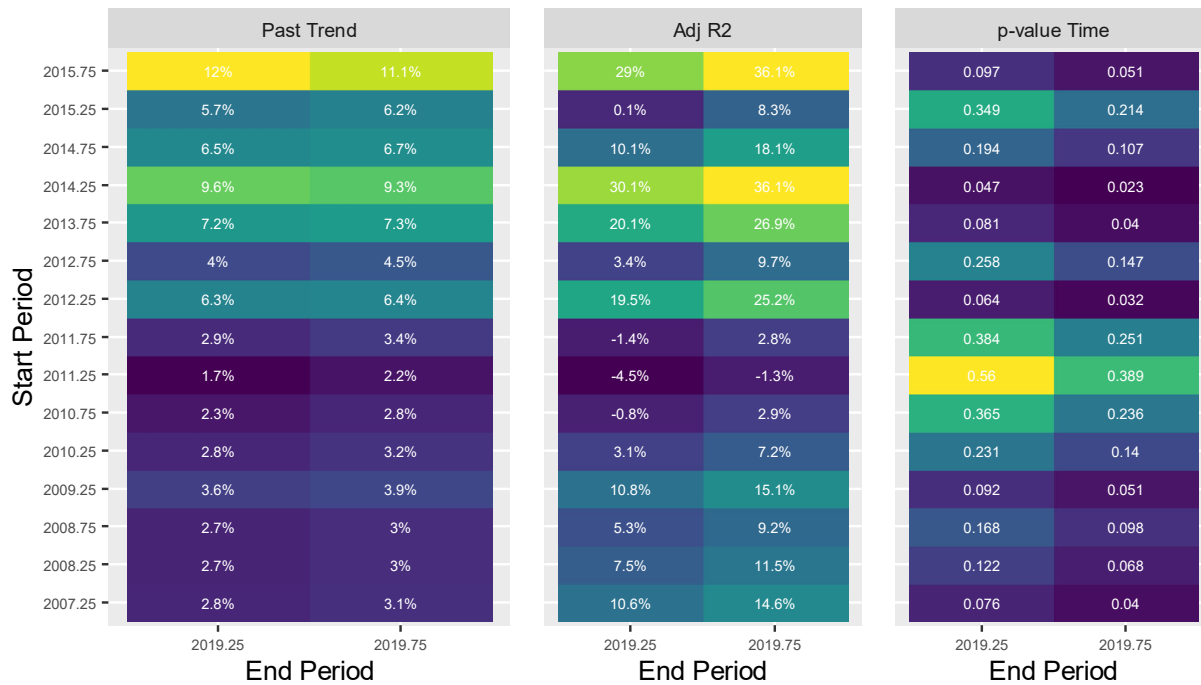 Past Trend Adj R2 p-value Time
2015.75 12% 11.1% 29% 36.1% 0.097 0.051
2015.25 5.7% 6.2% 0.1% 8.3% 0.349 0.214
2014.75 6.5% 6.7% 10.1% 18.1% 0.194 0.107
2014.25 9.6% 9.3% 30.1% 36.1% 0.047 0.023
2013.75 7.2% 7.3% 20.1% 26.9% 0.081 0.04
2012.75 4% 4.5% 3.4% 9.7% 0.258 0.147
2012.25 6.3% 6.4% 19.5% 25.2% 0.064 0.032
2011.75 2.9% 3.4% -1.4% 2.8% 0.384 0.251
2011.25 1.7% 2.2% -4.5% -1.3% 0.56 0.389
2010.75 2.3% 2.8% -0.8% 2.9% 0.365 0.236
2010.25 2.8% 3.2% 3.1% 7.2% 0.231 0.14
2009.25 3.6% 3.9% 10.8% 15.1% 0.092 0.051
2008.75 2.7% 3% 5.3% 9.2% 0.168 0.098
2008.25 2.7% 3% 7.5% 11.5% 0.122 0.068
2007.25 2.8% 3.1% 10.6% 14.6% 0.076 0.04
Start Period
2019.25 2019.75 2019.25 2019.75 2019.25 2019.75
End Period End Period End Period